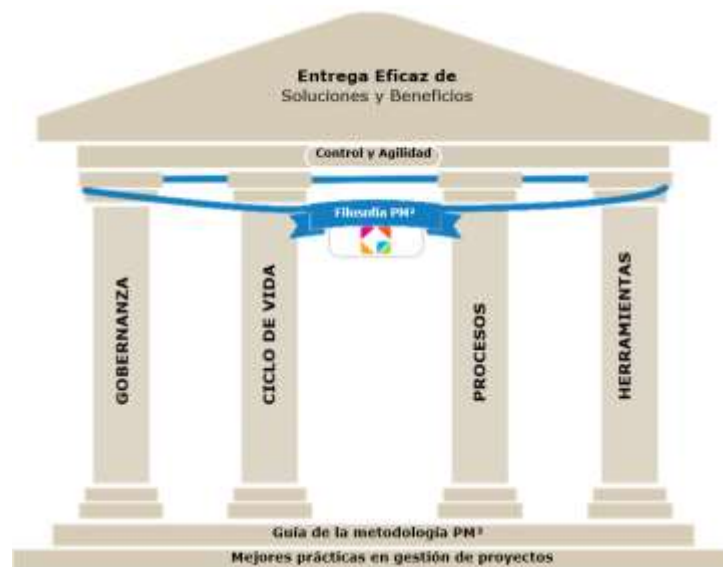 Entrega Eficaz de
Soluciones y Beneficios
Control y Agilidad
Filosofía PM²
GOBERNANZA
CICLO DE VIDA
PROCESOS
HERRAMIENTAS
Guía de la metodología PM²
Mejores prácticas en gestión de proyectos